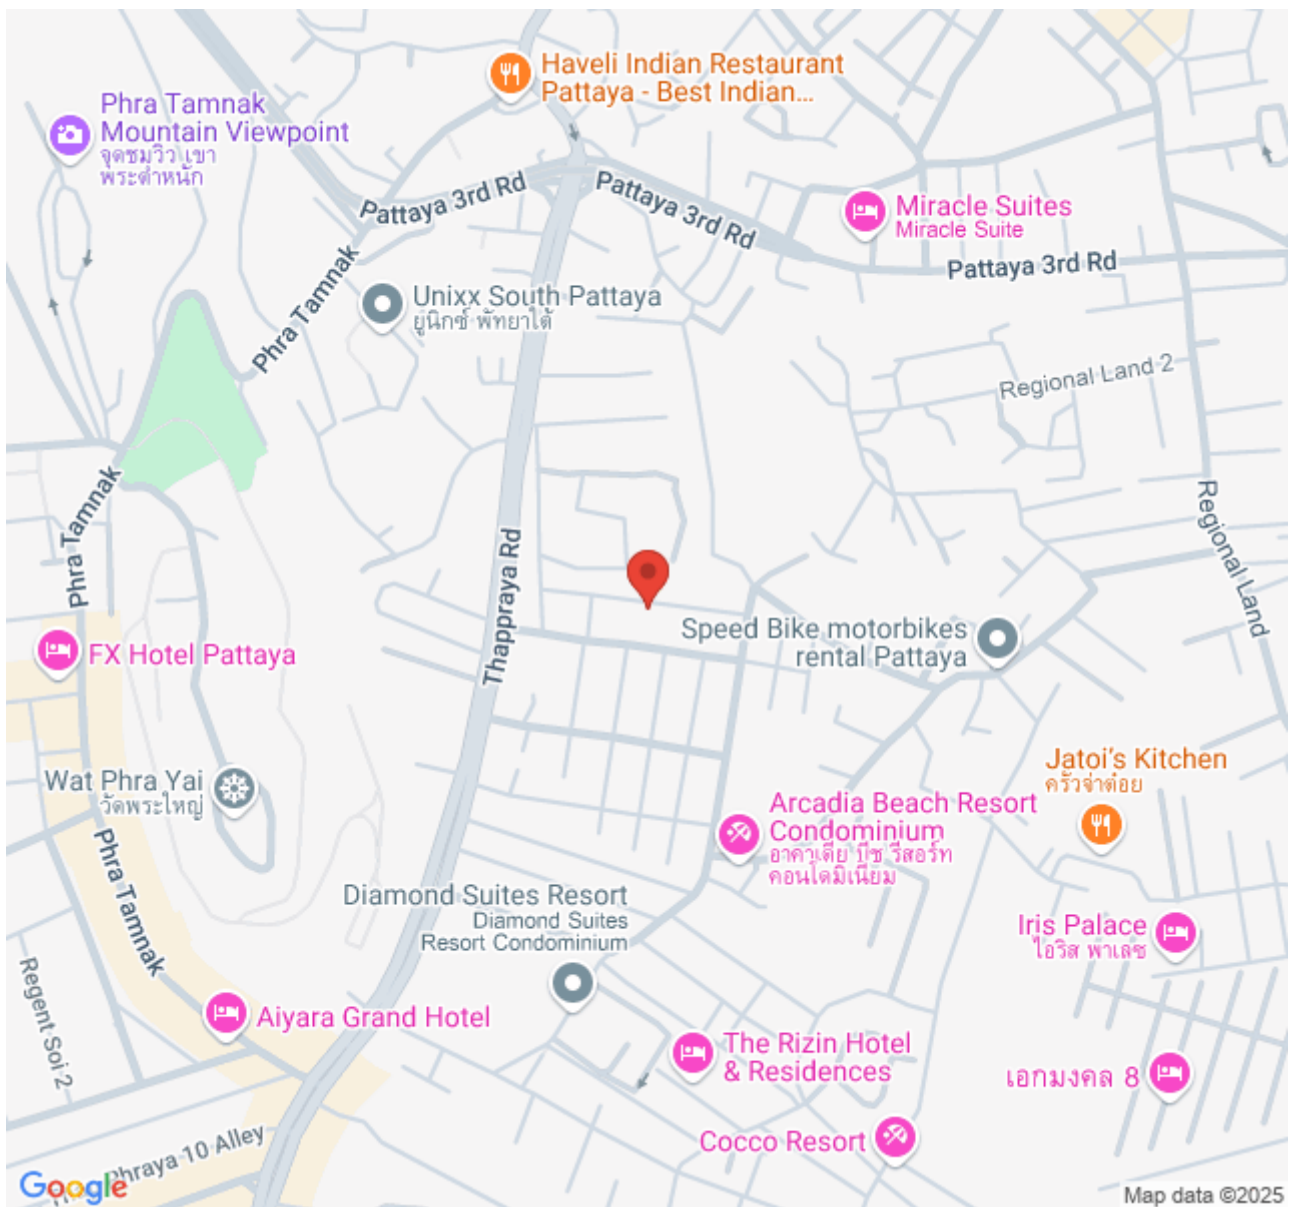 Haveli Indian Restaurant
Pattaya - Best Indian...
Phra Tamnak
Mountain Viewpoint
จุดชมวิว เขา
พระตำหนัก
Pattaya 3rd Rd
Pattaya 3rd Rd
Miracle Suites
Miracle Suite
Pattaya 3rd Rd
Phra Tamnak
Unixx South Pattaya
ยูนิกซ์ พัทยาใต้
Regional Land 2
Phra Tamnak
Thappraya Rd
Regional Land
Speed Bike motorbikes
rental Pattaya
FX Hotel Pattaya
Wat Phra Yai
วัดพระใหญ่
Jatoi's Kitchen
ครัวจ่าต๋อย
Arcadia Beach Resort
Condominium
อาคาเดีย บีช รีสอร์ท
คอนโดมิเนียม
Phra Tamnak
Diamond Suites Resort
Diamond Suites
Resort Condominium
Iris Palace
ไอริส พาเลซ
Regent Soi 2
Aiyara Grand Hotel
The Rizin Hotel
& Residences
เอกมงคล 8
Cocco Resort
Phraya 10 Alley
Google
Map data ©2025